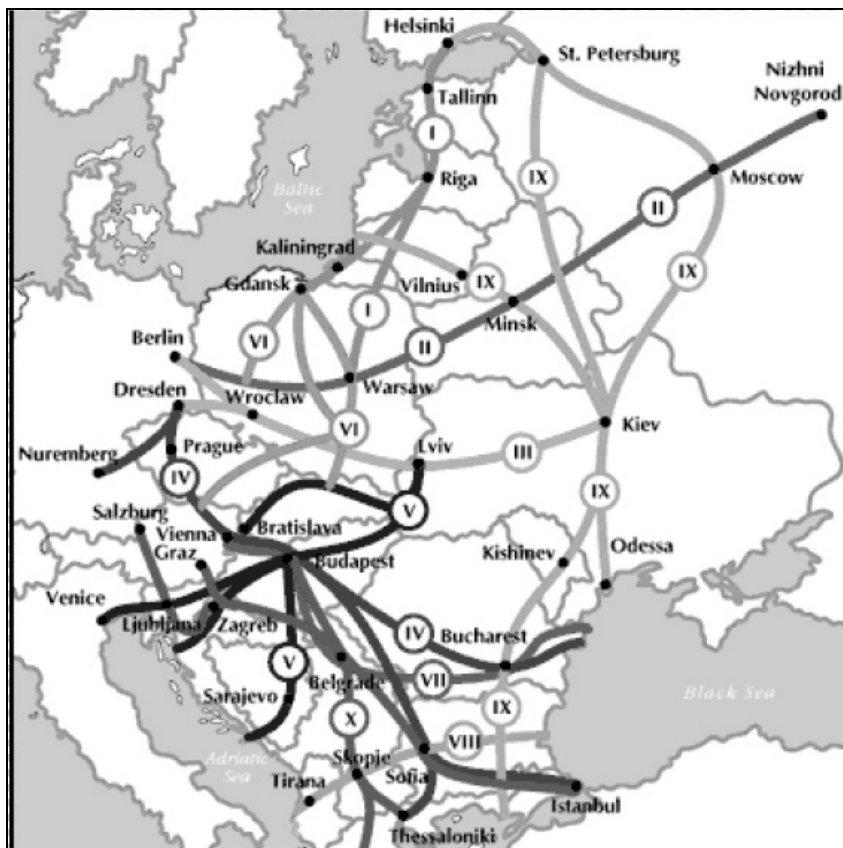 Helsinki
St. Petersburg
Nizhni
Novgorod
Tallinn
I
Riga
IX
Moscow
II
Baltic
Sea
Kaliningrad
IX
IX
Gdansk
Vilnius
I
Minsk
VI
II
Berlin
Warsaw
Dresden
Wroclaw
Kiev
VI
Nuremberg
Prague
Lviv
III
IV
IX
Salzburg
V
Vienna
Bratislava
Graz
Budapest
Kishinev
Odessa
Venice
Ljubljana
Zagreb
IV
Bucharest
V
Belgrade
VII
Sarajevo
IX
Black Sea
X
VIII
Adriatic
Sea
Skopje
Tirana
Sofia
Istanbul
Thessaloniki